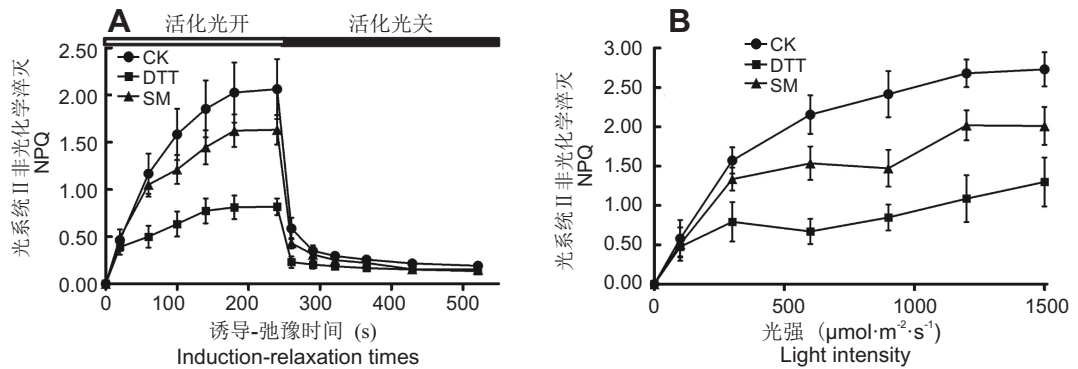 A
活化光开
活化光关
CK
DTT
SM
2.50
2.00
1.50
1.00
0.50
0.00
光系统Ⅱ非光化学淬灭
NPQ
0
100
200
300
400
500
诱导-弛豫时间 (s)
Induction-relaxation times
B
CK
DTT
SM
3.00
2.50
2.00
1.50
1.00
0.50
0.00
光系统Ⅱ非光化学淬灭
NPQ
0
500
1000
1500
光强 (μmol·m⁻²·s⁻¹)
Light intensity